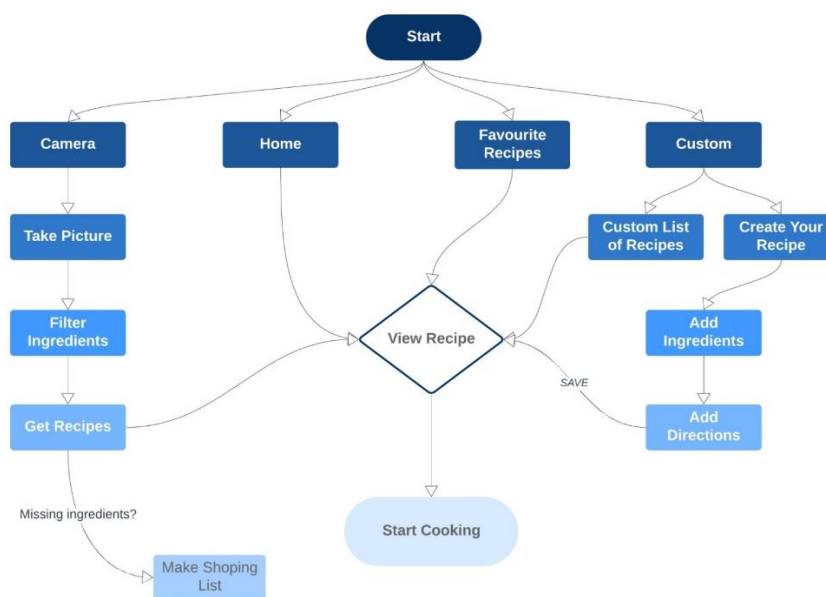 Start
Camera
Home
Favourite
Recipes
Custom
Take Picture
Custom List
of Recipes
Create Your
Recipe
Filter
Ingredients
View Recipe
Add
Ingredients
SAVE
Get Recipes
Add
Directions
Missing ingredients?
Start Cooking
Make Shoping
List